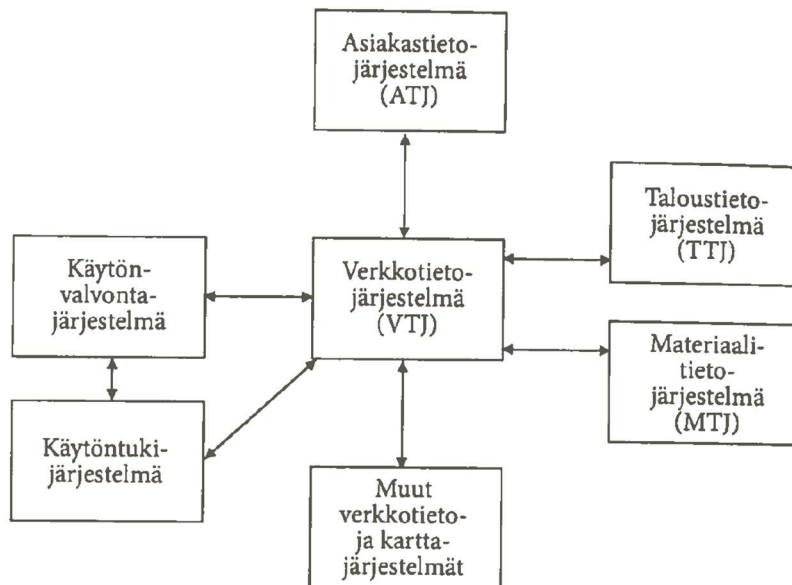 Asiakastieto-
järjestelmä
(ATJ)
Taloustieto-
järjestelmä
(TTJ)
Käytön-
valvonta-
järjestelmä
Verkkotieto-
järjestelmä
(VTJ)
Materiaali-
tieto-
järjestelmä
(MTJ)
Käytöntuki-
järjestelmä
Muut
verkkotieto-
ja kartta-
järjestelmät